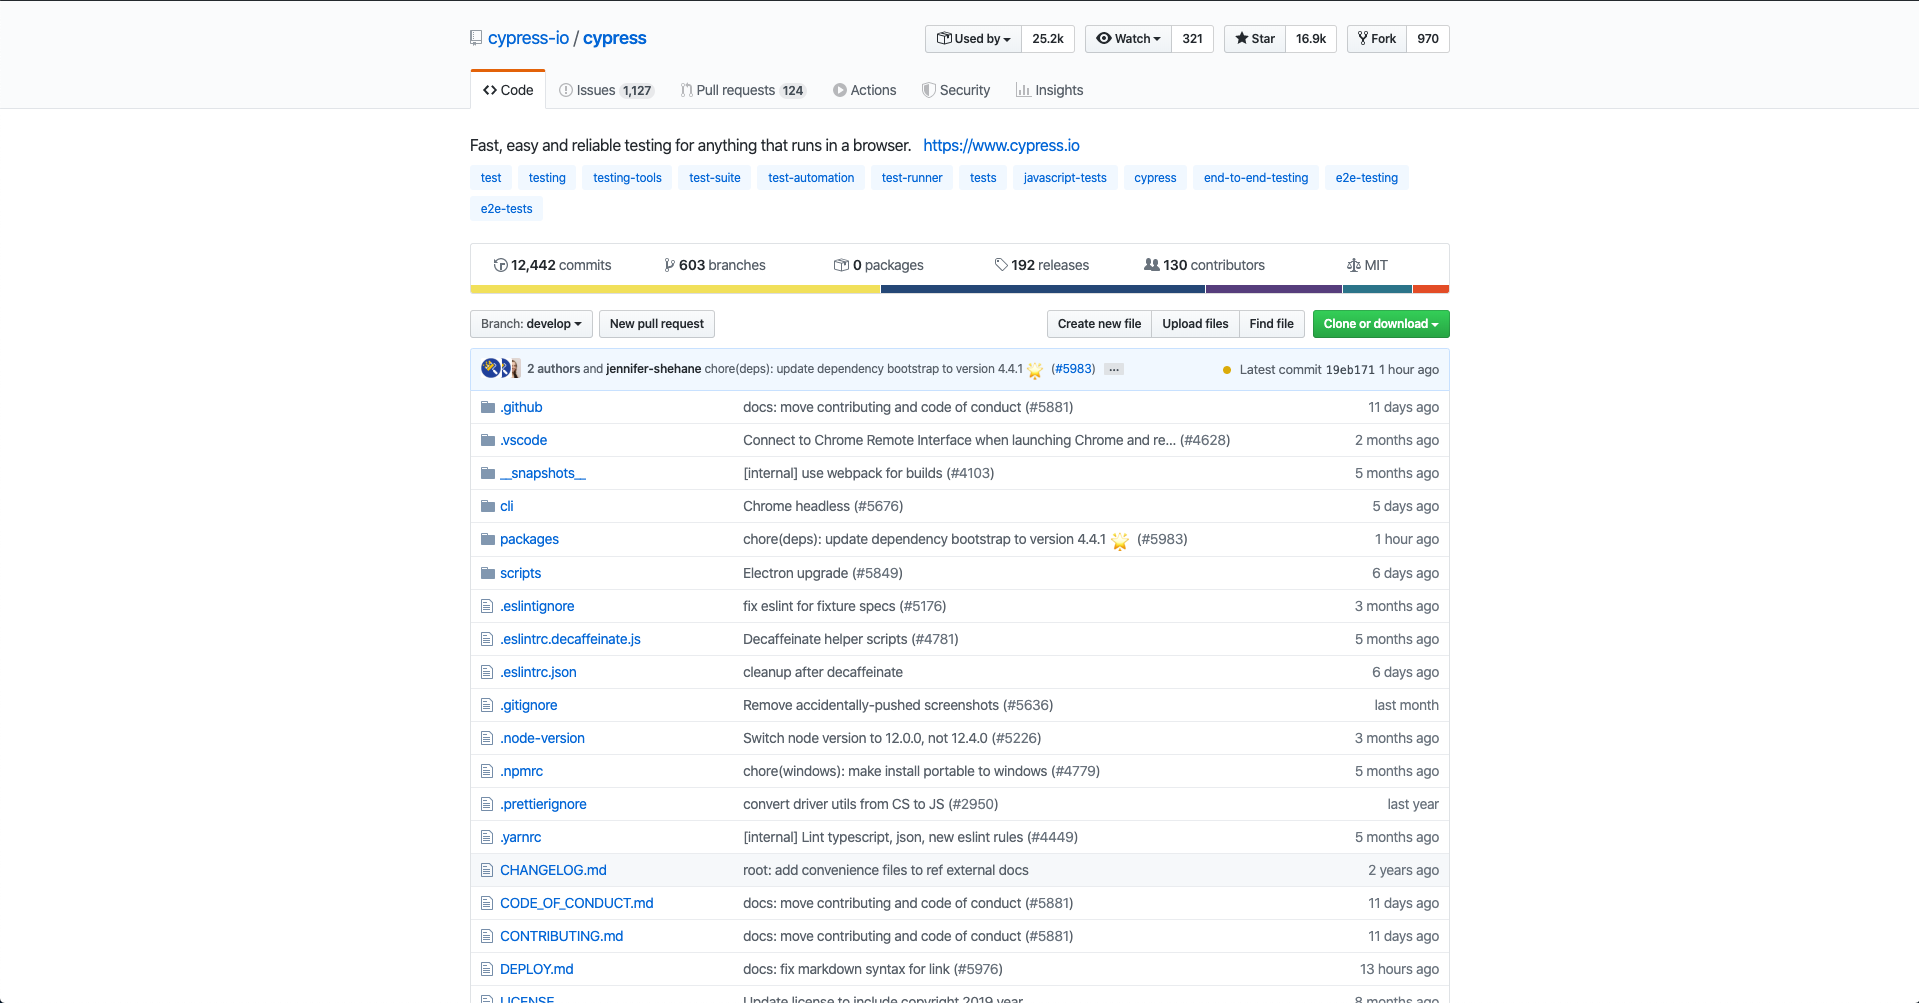 cypress-io / cypress
Used by 25.2k Watch 321 Star 16.9k Fork 970
Code Issues 1,127 Pull requests 124 Actions Security Insights
Fast, easy and reliable testing for anything that runs in a browser. https://www.cypress.io
test testing testing-tools test-suite test-automation test-runner tests javascript-tests cypress end-to-end-testing e2e-testing
e2e-tests
12,442 commits 603 branches 0 packages 192 releases 130 contributors MIT
Branch: develop New pull request Create new file Upload files Find file Clone or download
2 authors and jennifer-shehane chore(deps): update dependency bootstrap to version 4.4.1 🌟 (#5983) … Latest commit 19eb171 1 hour ago
.github docs: move contributing and code of conduct (#5881) 11 days ago
.vscode Connect to Chrome Remote Interface when launching Chrome and re… (#4628) 2 months ago
__snapshots__ [internal] use webpack for builds (#4103) 5 months ago
cli Chrome headless (#5676) 5 days ago
packages chore(deps): update dependency bootstrap to version 4.4.1 🌟 (#5983) 1 hour ago
scripts Electron upgrade (#5849) 6 days ago
.eslintignore fix eslint for fixture specs (#5176) 3 months ago
.eslintrc.decaffeinate.js Decaffeinate helper scripts (#4781) 5 months ago
.eslintrc.json cleanup after decaffeinate 6 days ago
.gitignore Remove accidentally-pushed screenshots (#5636) last month
.node-version Switch node version to 12.0.0, not 12.4.0 (#5226) 3 months ago
.npmrc chore(windows): make install portable to windows (#4779) 5 months ago
.prettierignore convert driver utils from CS to JS (#2950) last year
.yarnrc [internal] Lint typescript, json, new eslint rules (#4449) 5 months ago
CHANGELOG.md root: add convenience files to ref external docs 2 years ago
CODE_OF_CONDUCT.md docs: move contributing and code of conduct (#5881) 11 days ago
CONTRIBUTING.md docs: move contributing and code of conduct (#5881) 11 days ago
DEPLOY.md docs: fix markdown syntax for link (#5976) 13 hours ago
LICENSE Update license to include copyright 2019 year 8 months ago